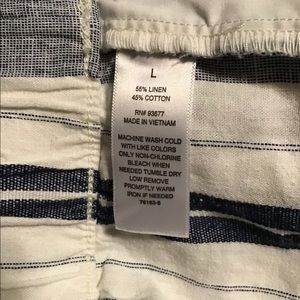 L
55% LINEN
45% COTTON
RN# 93677
MADE IN VIETNAM
MACHINE WASH COLD
WITH LIKE COLORS
ONLY NON-CHLORINE
BLEACH WHEN
NEEDED TUMBLE DRY
LOW REMOVE
PROMPTLY WARM
IRON IF NEEDED